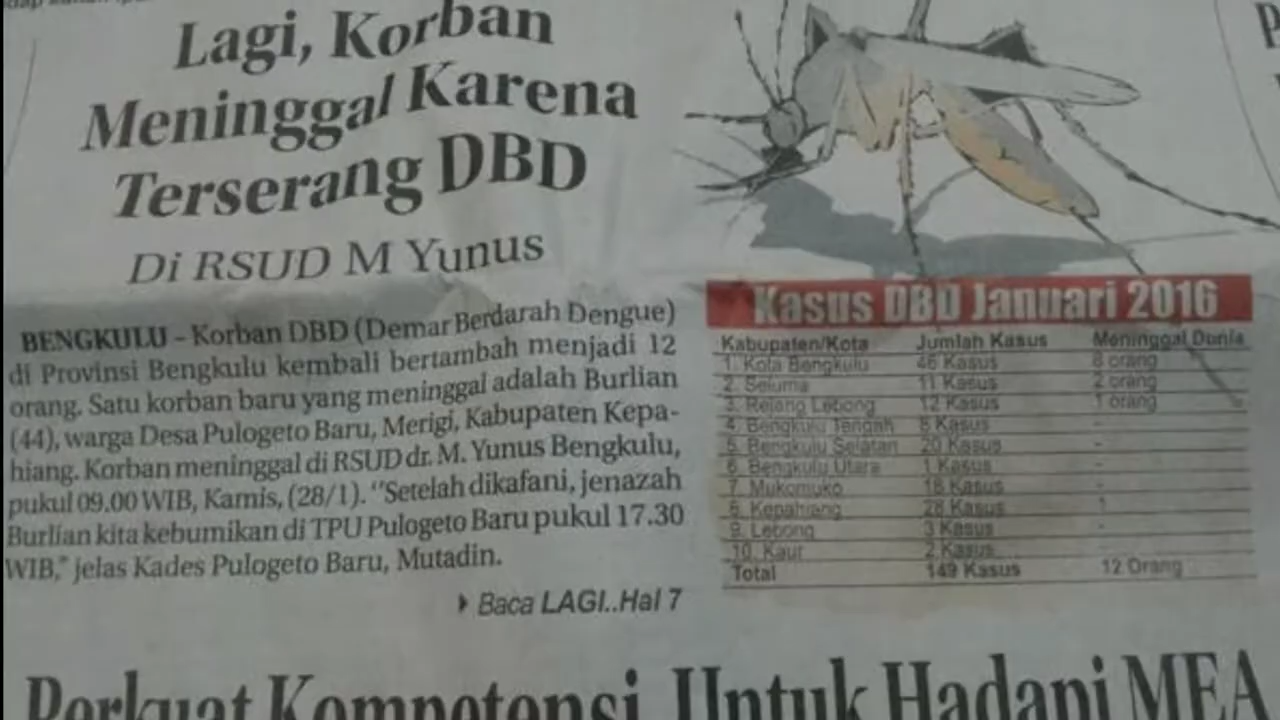 Lagi, Korban
Meninggal Karena
Terserang DBD
Di RSUD M Yunus
BENGKULU – Korban DBD (Demar Berdarah Dengue)
di Provinsi Bengkulu kembali bertambah menjadi 12
orang. Satu korban baru yang meninggal adalah Burlian
(44), warga Desa Pulogeto Baru, Merigi, Kabupaten Kepa-
hiang. Korban meninggal di RSUD dr. M. Yunus Bengkulu,
pukul 09.00 WIB, Kamis, (28/1). "Setelah dikafani, jenazah
Burlian kita kebumikan di TPU Pulogeto Baru pukul 17.30
WIB," jelas Kades Pulogeto Baru, Mutadin.
Baca LAGI..Hal 7
Kasus DBD Januari 2016
Kabupaten/Kota Jumlah Kasus Meninggal Dunia
1. Kota Bengkulu 46 Kasus 8 orang
2. Seluma 11 Kasus 2 orang
3. Rejang Lebong 12 Kasus 1 orang
4. Bengkulu Tengah 8 Kasus -
5. Bengkulu Selatan 20 Kasus -
6. Bengkulu Utara 1 Kasus -
7. Mukomuko 18 Kasus -
8. Kepahiang 28 Kasus 1
9. Lebong 3 Kasus -
10. Kaur 2 Kasus
Total 149 Kasus 12 Orang
Perkuat Kompetensi Untuk Hadapi MEA